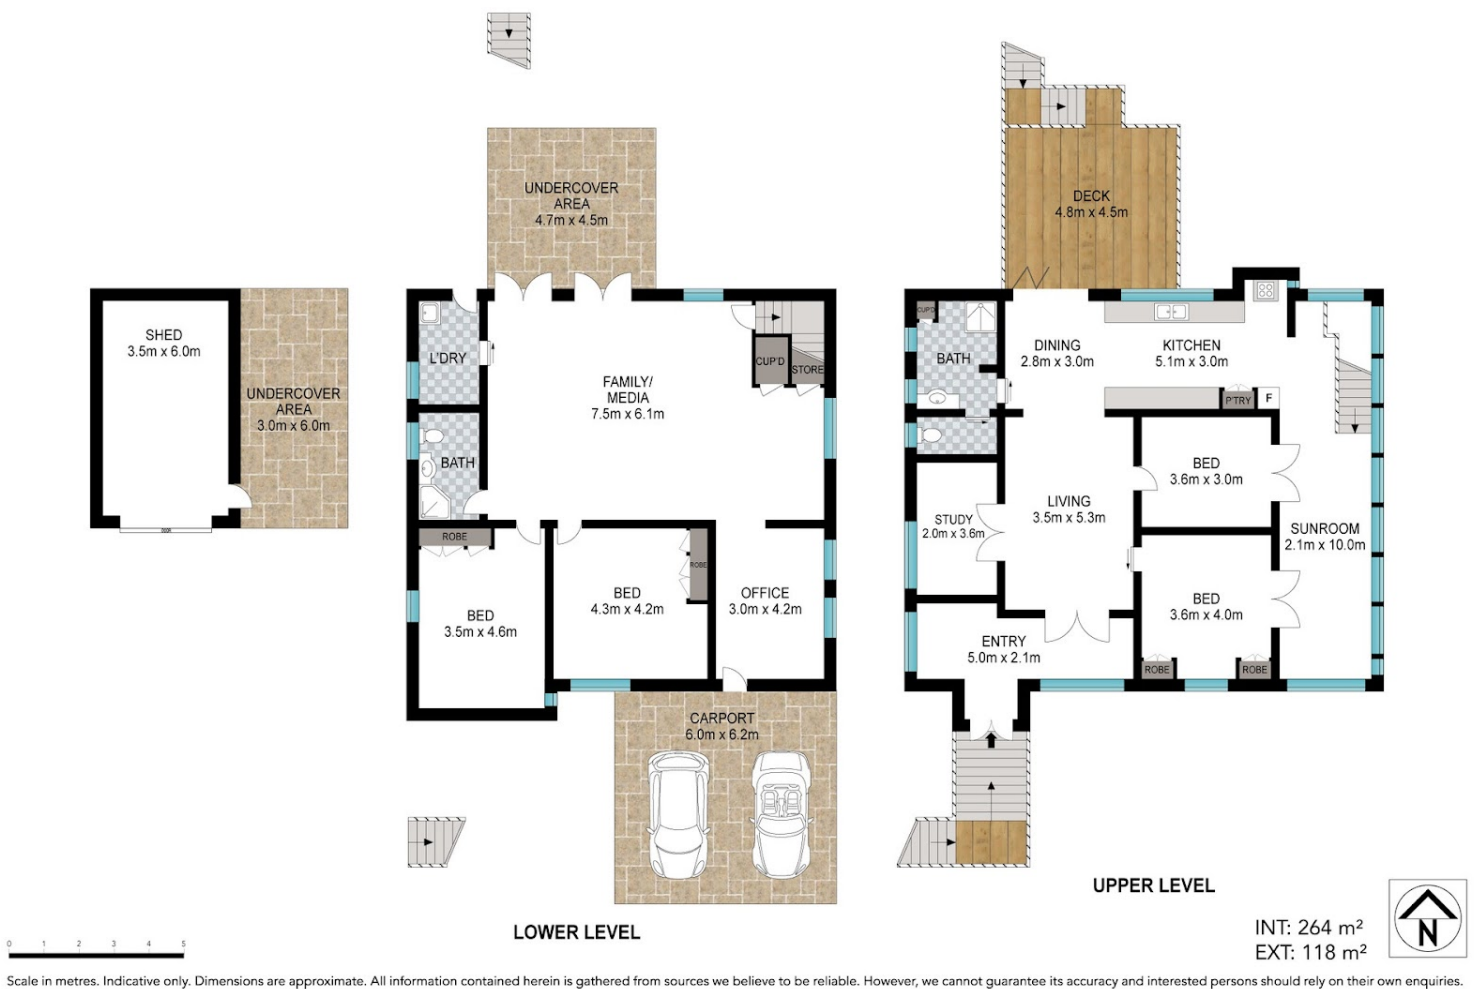 SHED
3.5m x 6.0m
UNDERCOVER
AREA
3.0m x 6.0m
UNDERCOVER
AREA
4.7m x 4.5m
L'DRY
BATH
FAMILY/
MEDIA
7.5m x 6.1m
CUP'D
STORE
ROBE
BED
3.5m x 4.6m
BED
4.3m x 4.2m
ROBE
OFFICE
3.0m x 4.2m
CARPORT
6.0m x 6.2m
LOWER LEVEL
DECK
4.8m x 4.5m
CUP'D
BATH
DINING
2.8m x 3.0m
KITCHEN
5.1m x 3.0m
P'TRY
F
BED
3.6m x 3.0m
LIVING
3.5m x 5.3m
STUDY
2.0m x 3.6m
SUNROOM
2.1m x 10.0m
BED
3.6m x 4.0m
ROBE
ROBE
ENTRY
5.0m x 2.1m
UPPER LEVEL
INT: 264 m²
EXT: 118 m²
N
0 1 2 3 4 5
Scale in metres. Indicative only. Dimensions are approximate. All information contained herein is gathered from sources we believe to be reliable. However, we cannot guarantee its accuracy and interested persons should rely on their own enquiries.